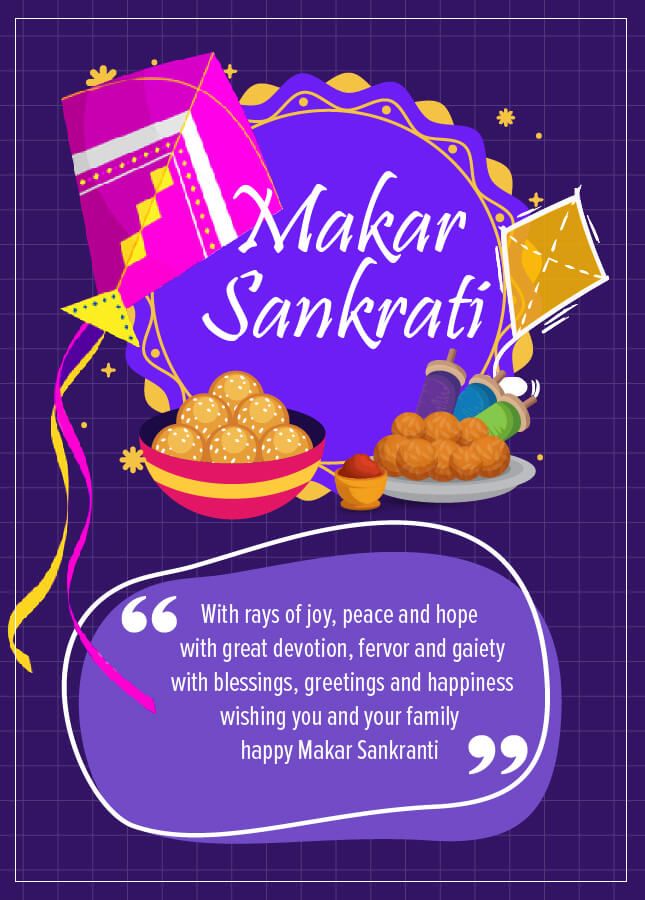 Makar
Sankrati
“ With rays of joy, peace and hope
with great devotion, fervor and gaiety
with blessings, greetings and happiness
wishing you and your family
happy Makar Sankranti ”